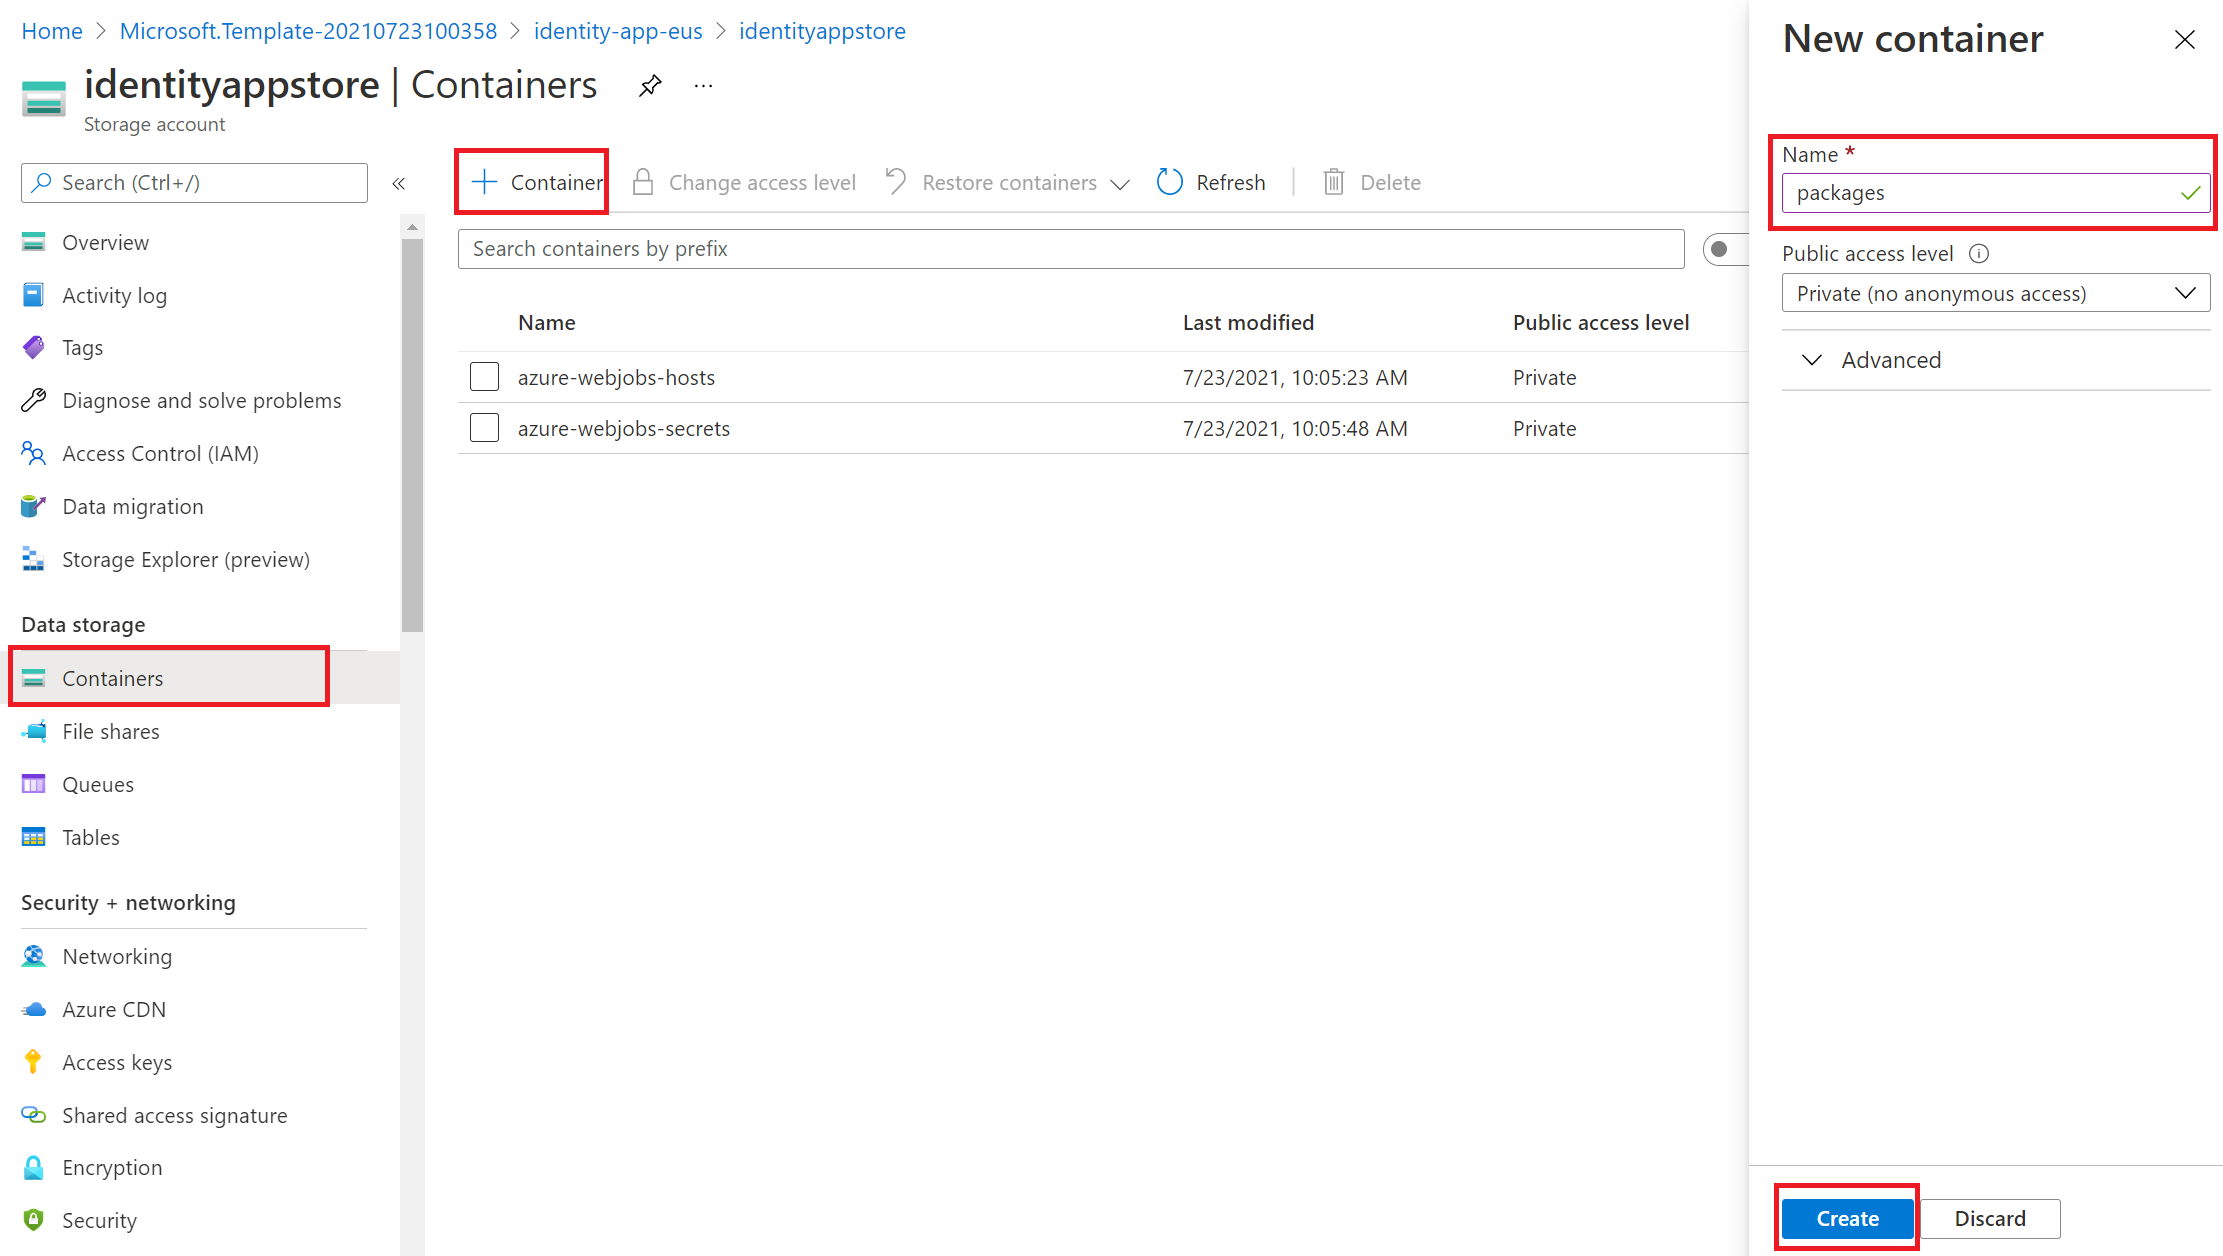 Home > Microsoft.Template-20210723100358 > identity-app-eus > identityappstore
identityappstore | Containers
Storage account
Search (Ctrl+/)
Overview
Activity log
Tags
Diagnose and solve problems
Access Control (IAM)
Data migration
Storage Explorer (preview)
Data storage
Containers
File shares
Queues
Tables
Security + networking
Networking
Azure CDN
Access keys
Shared access signature
Encryption
Security
Container Change access level Restore containers Refresh Delete
Search containers by prefix
Name Last modified Public access level
azure-webjobs-hosts 7/23/2021, 10:05:23 AM Private
azure-webjobs-secrets 7/23/2021, 10:05:48 AM Private
New container
Name *
packages
Public access level
Private (no anonymous access)
Advanced
Create Discard